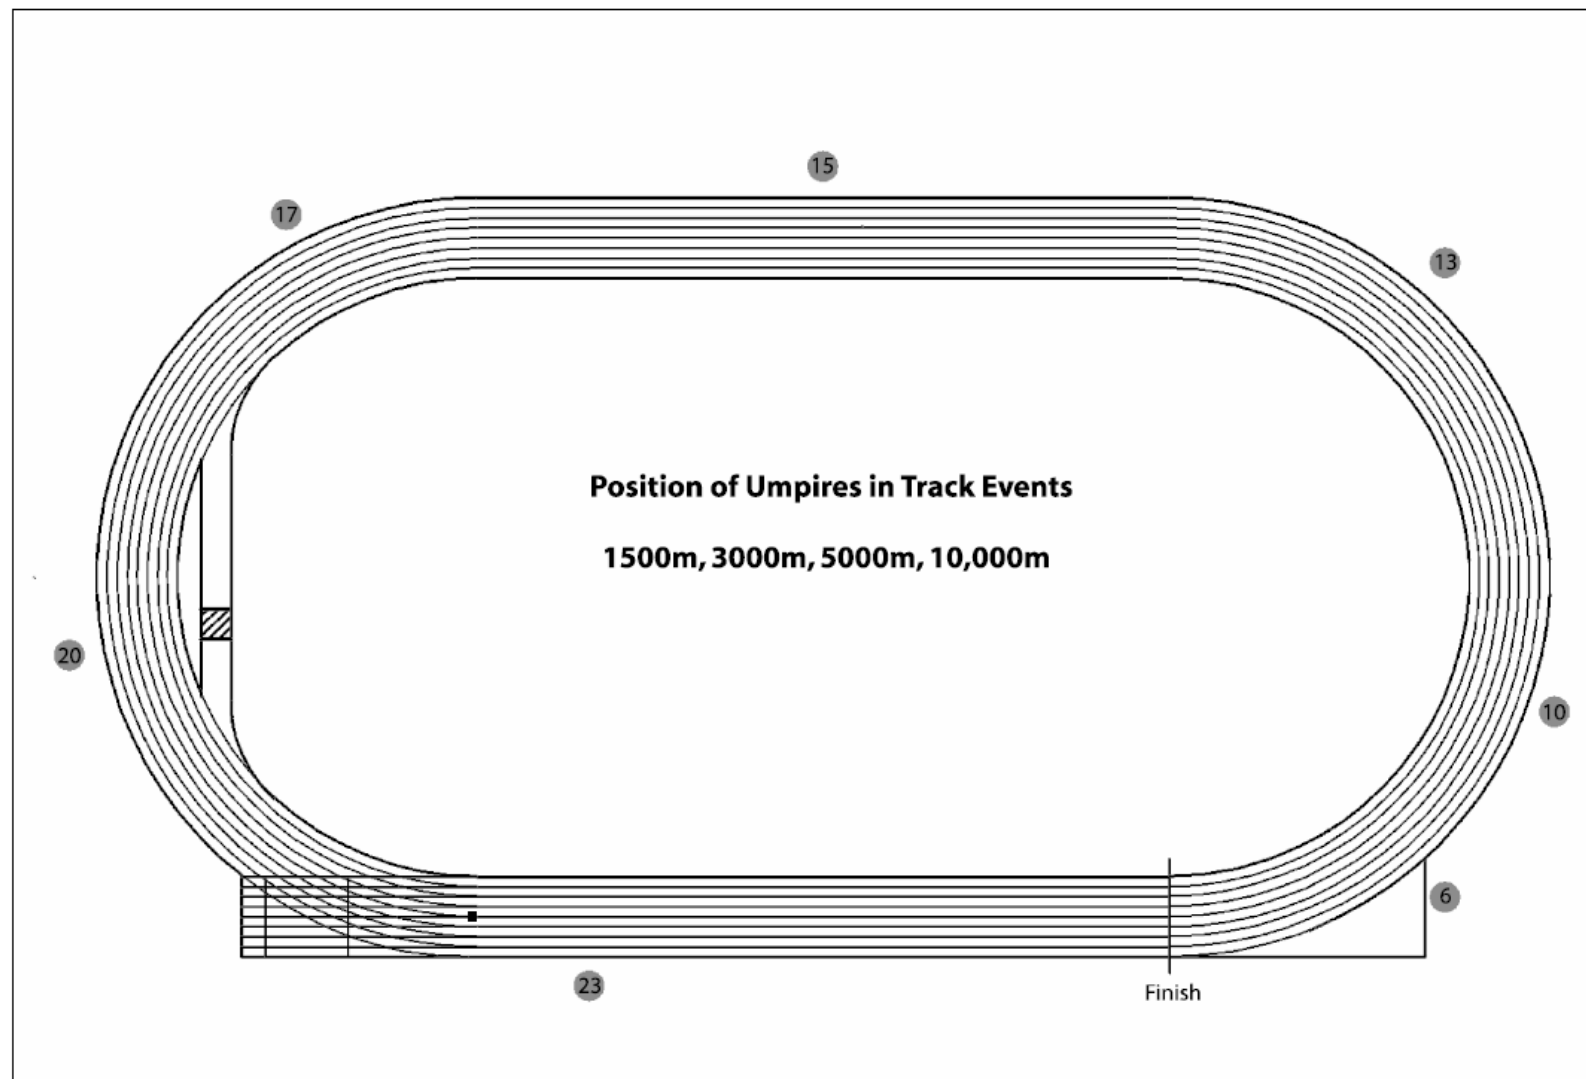 15
17
13
Position of Umpires in Track Events
1500m, 3000m, 5000m, 10,000m
20
10
6
23
Finish